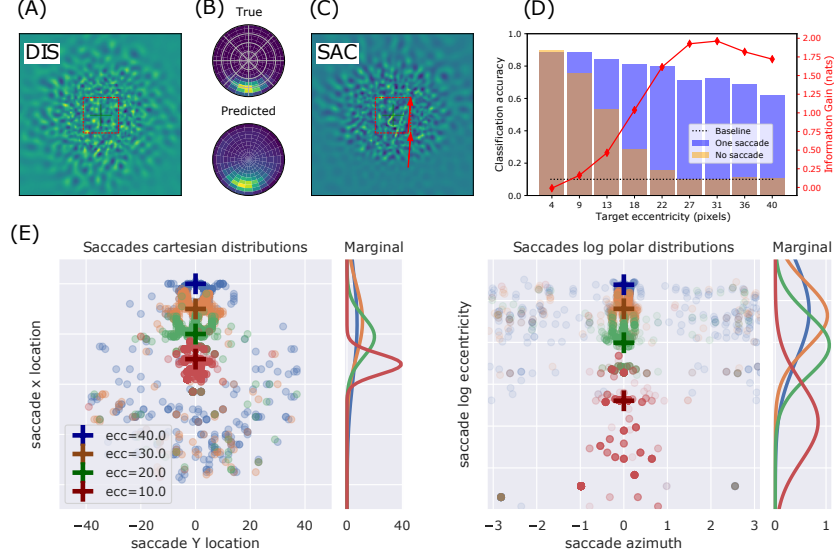 (A)
(B)
(C)
(D)
True
DIS
SAC
Predicted
Classification accuracy
1.0
0.8
0.6
0.4
0.2
0.0
Baseline
One saccade
No saccade
4 9 13 18 22 27 31 36 40
Target eccentricity (pixels)
2.00
1.75
1.50
1.25
1.00
0.75
0.50
0.25
0.00
Information Gain (nats)
(E)
Saccades cartesian distributions
Marginal
saccade x location
ecc=40.0
ecc=30.0
ecc=20.0
ecc=10.0
−40 −20 0 20 40
saccade Y location
0 20 40
Saccades log polar distributions
Marginal
saccade log eccentricity
−3 −2 −1 0 1 2 3
saccade azimuth
0 1